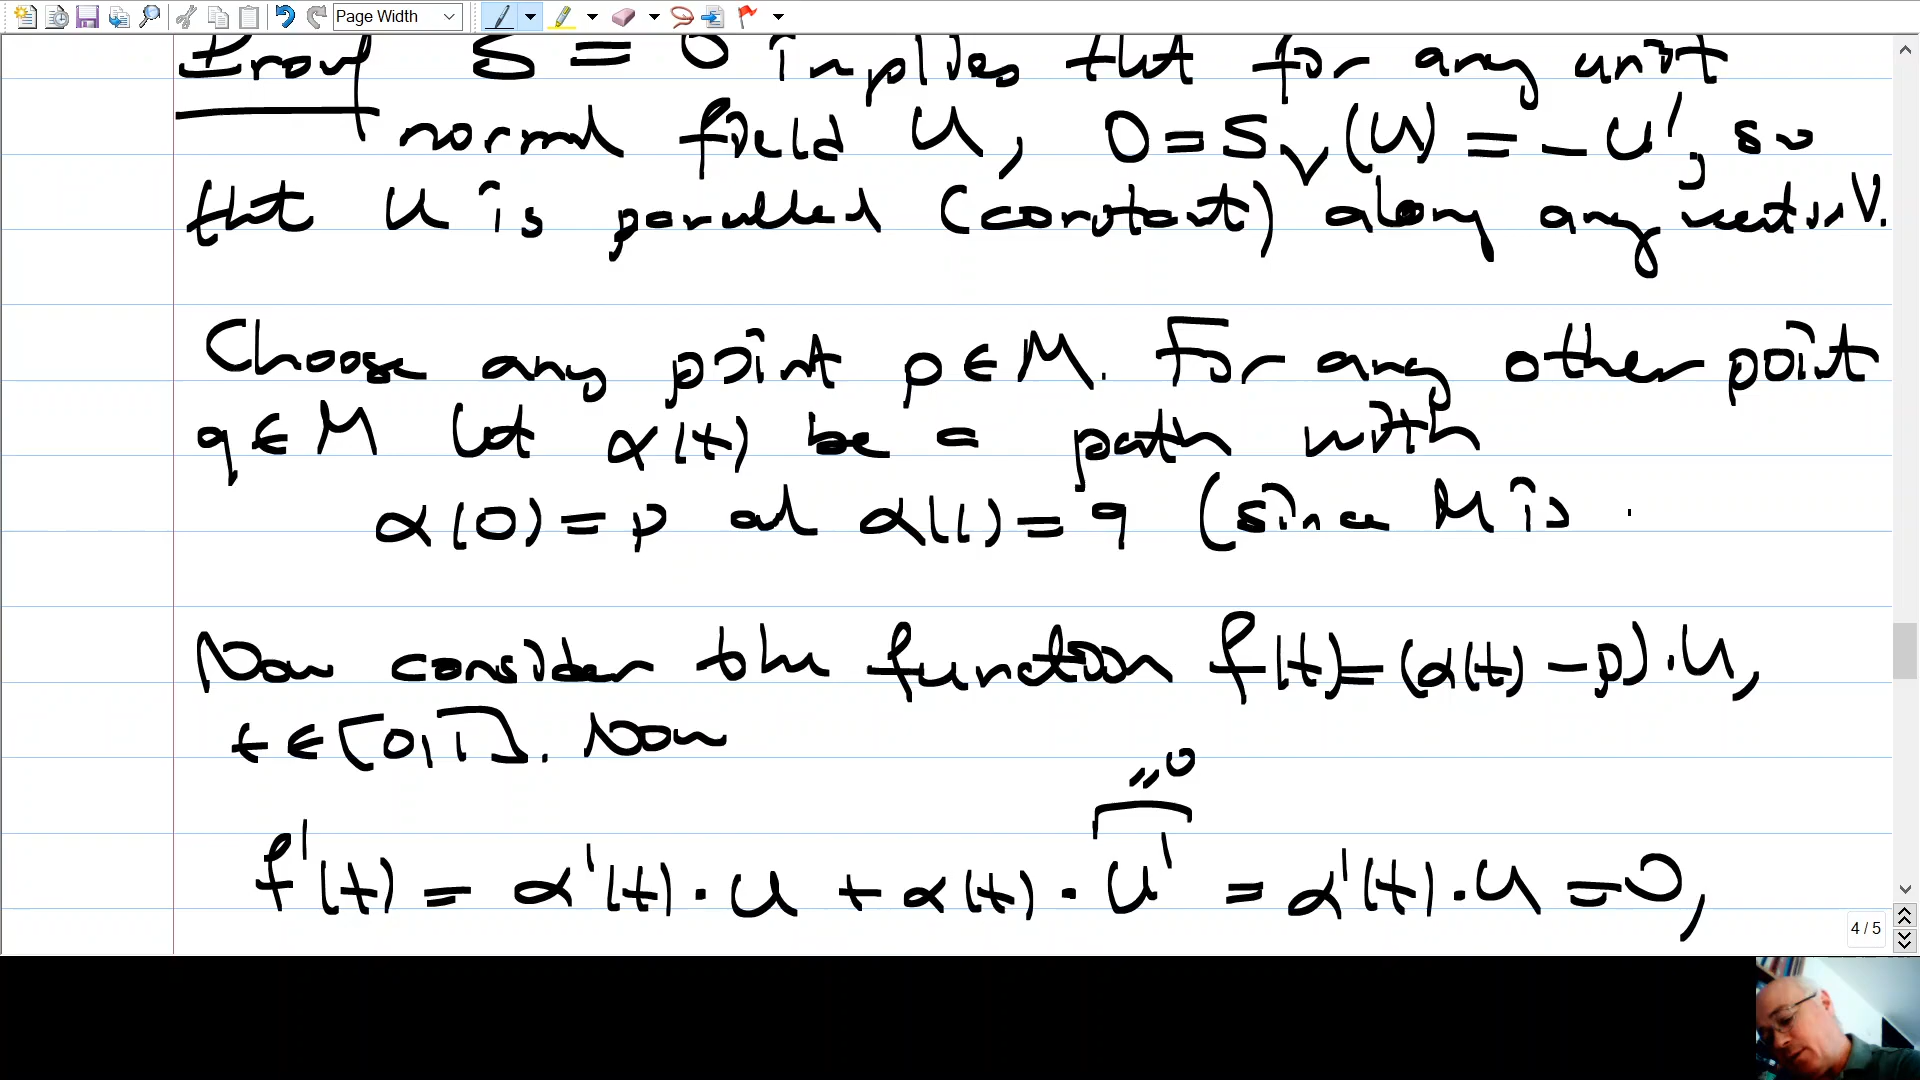 Page Width
Proof S = 0 implies tht for any unit
normal field U, 0 = S_V(U) = -U', so
tht U is parallel (constant) along any vector V.
Choose any point p ∈ M. For any other point
q ∈ M let α(t) be a path with
α(0) = p and α(1) = q (since M is
Now consider the function f(t) = (α(t) - p) · U,
t ∈ [0,1]. Now
"0
f'(t) = α'(t) · U + α(t) · U' = α'(t) · U = 0,
4 / 5